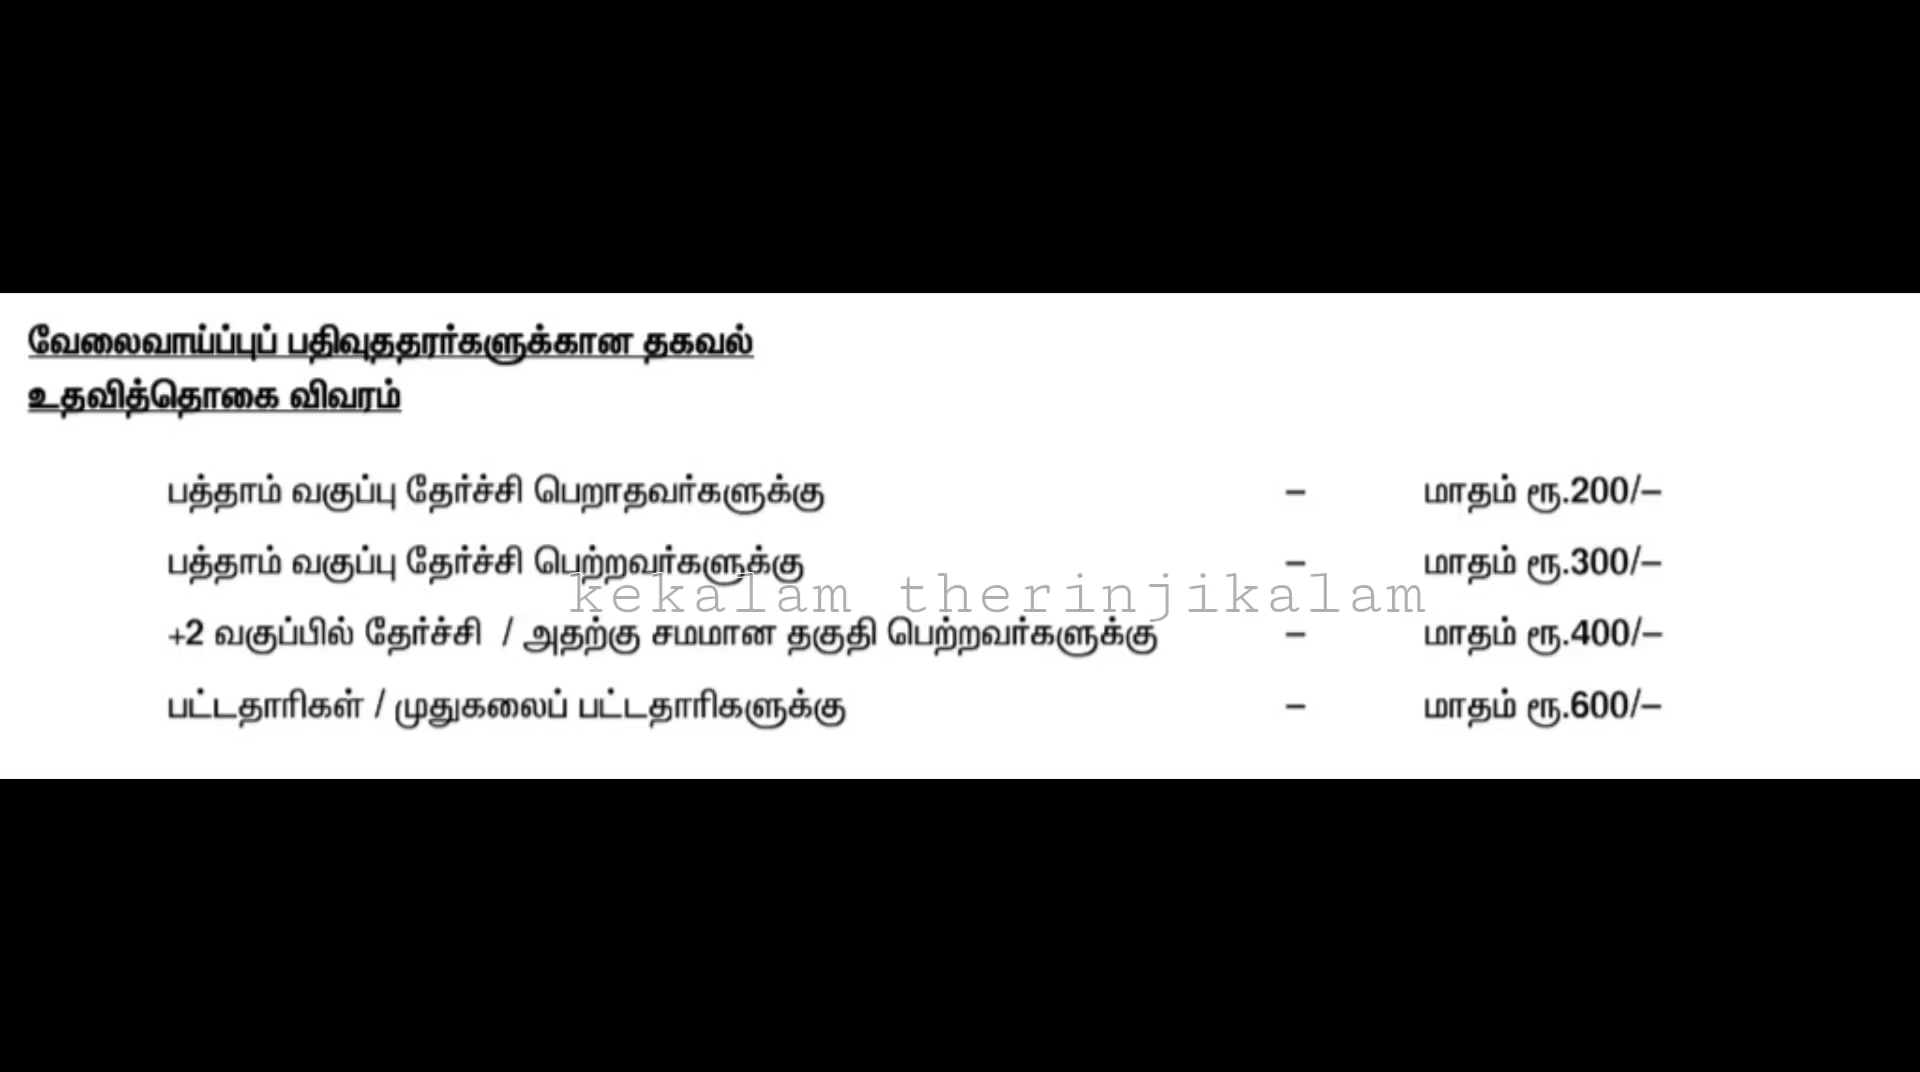 வேலைவாய்ப்புப் பதிவுததரர்களுக்கான தகவல்
உதவித்தொகை விவரம்
பத்தாம் வகுப்பு தேர்ச்சி பெறாதவர்களுக்கு – மாதம் ரூ.200/–
பத்தாம் வகுப்பு தேர்ச்சி பெற்றவர்களுக்கு – மாதம் ரூ.300/–
kekalam therinjikalam
+2 வகுப்பில் தேர்ச்சி / அதற்கு சமமான தகுதி பெற்றவர்களுக்கு – மாதம் ரூ.400/–
பட்டதாரிகள் / முதுகலைப் பட்டதாரிகளுக்கு – மாதம் ரூ.600/–